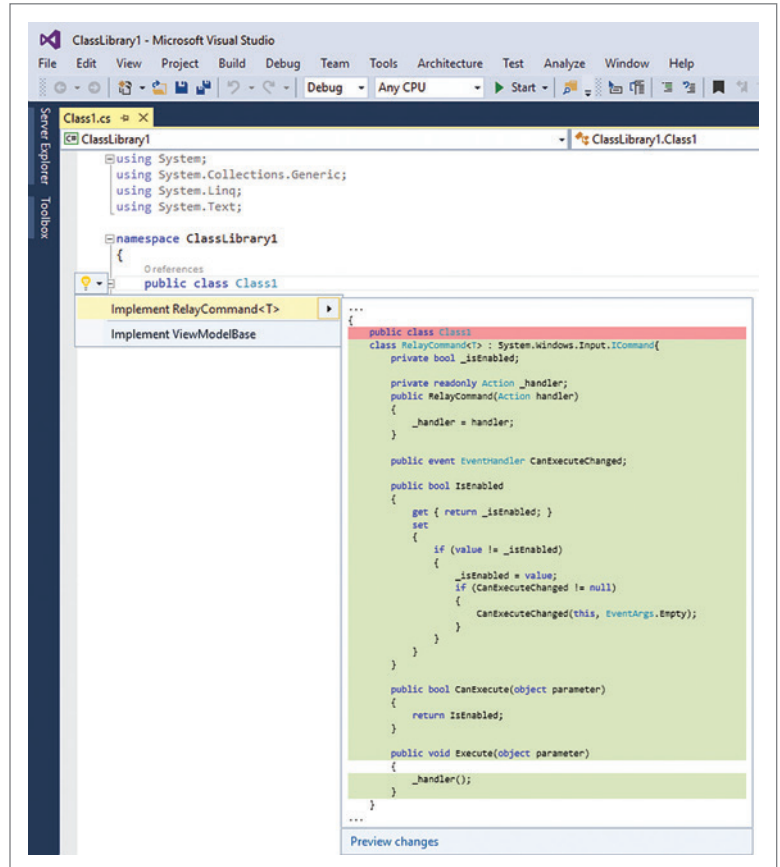 ClassLibrary1 - Microsoft Visual Studio
File Edit View Project Build Debug Team Tools Architecture Test Analyze Window Help
Debug Any CPU Start
Server Explorer
Toolbox
Class1.cs
C# ClassLibrary1
ClassLibrary1.Class1
using System;
using System.Collections.Generic;
using System.Linq;
using System.Text;
namespace ClassLibrary1
{
0 references
public class Class1
Implement RelayCommand<T>
Implement ViewModelBase
...
{
public class Class1
class RelayCommand<T> : System.Windows.Input.ICommand{
private bool _isEnabled;
private readonly Action _handler;
public RelayCommand(Action handler)
{
_handler = handler;
}
public event EventHandler CanExecuteChanged;
public bool IsEnabled
{
get { return _isEnabled; }
set
{
if (value != _isEnabled)
{
_isEnabled = value;
if (CanExecuteChanged != null)
{
CanExecuteChanged(this, EventArgs.Empty);
}
}
}
}
public bool CanExecute(object parameter)
{
return IsEnabled;
}
public void Execute(object parameter)
{
_handler();
}
}
...
Preview changes